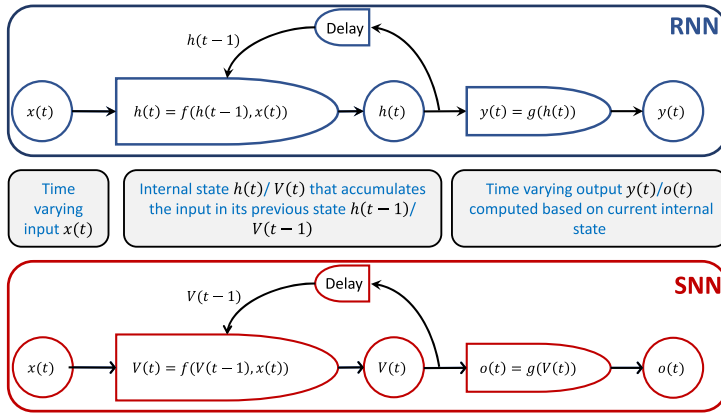 RNN
Delay
h(t−1)
x(t)
h(t) = f(h(t−1), x(t))
h(t)
y(t) = g(h(t))
y(t)
Time
varying
input x(t)
Internal state h(t)/ V(t) that accumulates
the input in its previous state h(t−1)/
V(t−1)
Time varying output y(t)/o(t)
computed based on current internal
state
SNN
Delay
V(t−1)
x(t)
V(t) = f(V(t−1), x(t))
V(t)
o(t) = g(V(t))
o(t)